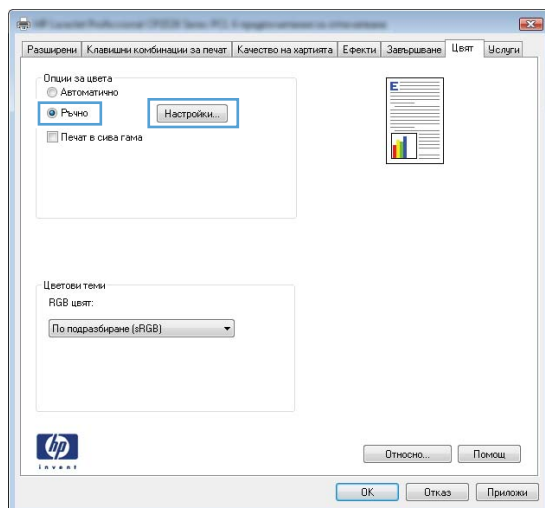 Разширени Клавишни комбинации за печат Качество на хартията Ефекти Завършване Цвят Услуги
Опции за цвета
Автоматично
Ръчно Настройки...
Печат в сива гама
E
Цветови теми
RGB цвят:
По подразбиране (sRGB)
hp
invent
Относно... Помощ
OK Отказ Приложи